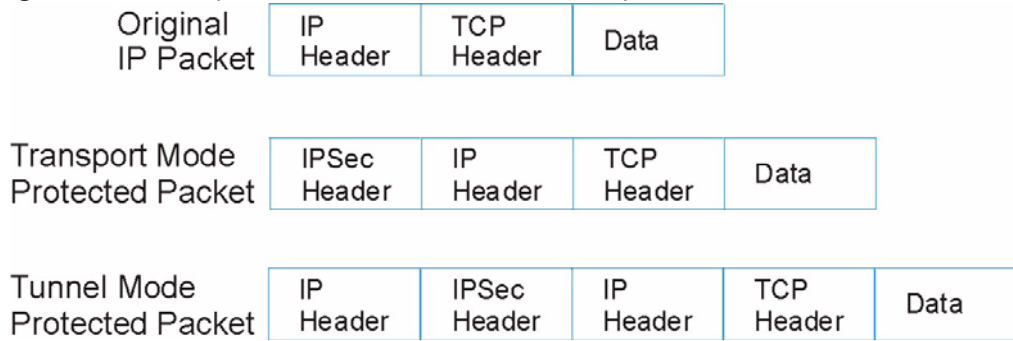 Original
IP Packet
IP
Header
TCP
Header
Data
Transport Mode
Protected Packet
IPSec
Header
IP
Header
TCP
Header
Data
Tunnel Mode
Protected Packet
IP
Header
IPSec
Header
IP
Header
TCP
Header
Data